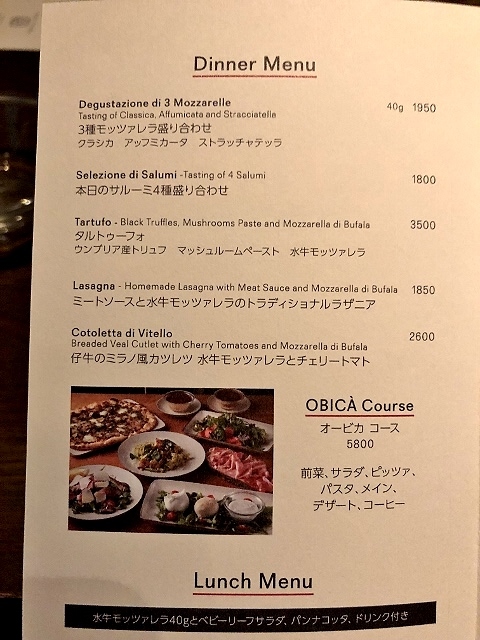 Dinner Menu
Degustazione di 3 Mozzarelle 40g 1950
Tasting of Classica, Affumicata and Stracciatella
3種モッツァレラ盛り合わせ
クラシカ アッフミカータ ストラッチャテッラ
Selezione di Salumi -Tasting of 4 Salumi 1800
本日のサルーミ4種盛り合わせ
Tartufo - Black Truffles, Mushrooms Paste and Mozzarella di Bufala 3500
タルトゥーフォ
ウンブリア産トリュフ マッシュルームペースト 水牛モッツァレラ
Lasagna - Homemade Lasagna with Meat Sauce and Mozzarella di Bufala 1850
ミートソースと水牛モッツァレラのトラディショナルラザニア
Cotoletta di Vitello 2600
Breaded Veal Cutlet with Cherry Tomatoes and Mozzarella di Bufala
仔牛のミラノ風カツレツ 水牛モッツァレラとチェリートマト
OBICÀ Course
オービカ コース
5800
前菜、サラダ、ピッツァ、
パスタ、メイン、
デザート、コーヒー
Lunch Menu
水牛モッツァレラ40gとベビーリーフサラダ、パンナコッタ、ドリンク付き